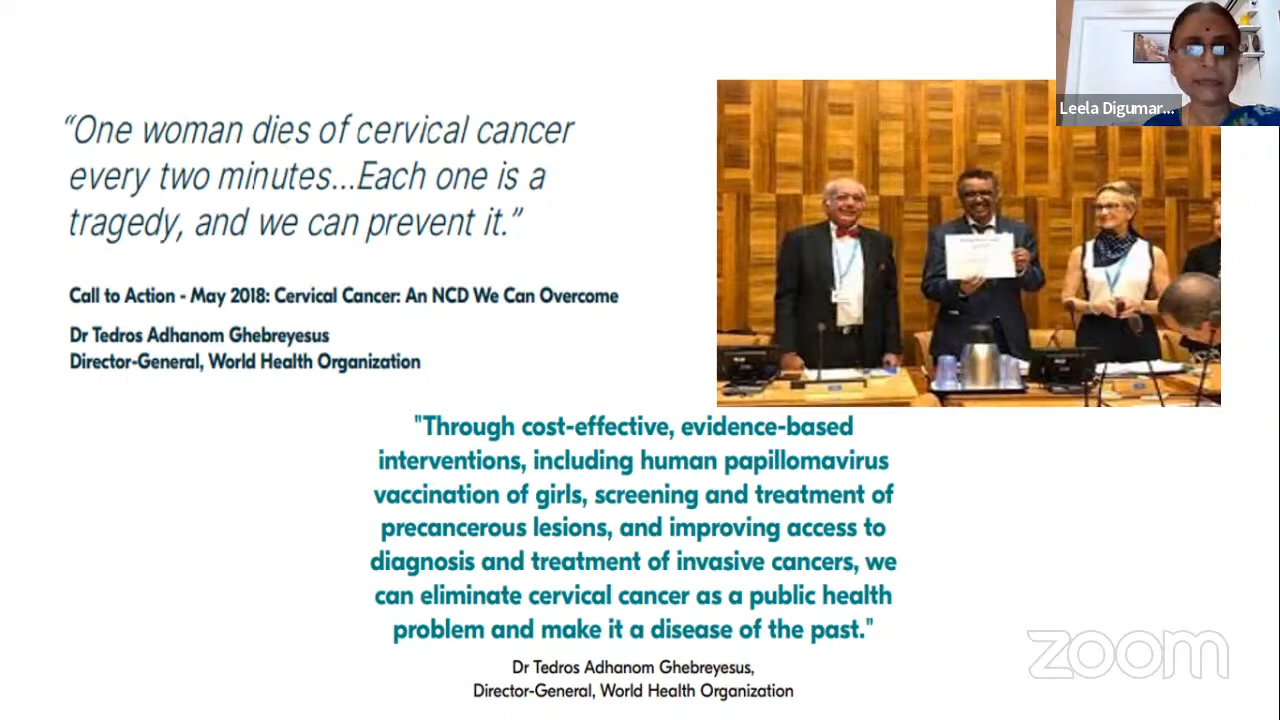 “One woman dies of cervical cancer
every two minutes...Each one is a
tragedy, and we can prevent it.”
Call to Action - May 2018: Cervical Cancer: An NCD We Can Overcome
Dr Tedros Adhanom Ghebreyesus
Director-General, World Health Organization
Leela Digumar...
"Through cost-effective, evidence-based
interventions, including human papillomavirus
vaccination of girls, screening and treatment of
precancerous lesions, and improving access to
diagnosis and treatment of invasive cancers, we
can eliminate cervical cancer as a public health
problem and make it a disease of the past."
Dr Tedros Adhanom Ghebreyesus,
Director-General, World Health Organization
zoom